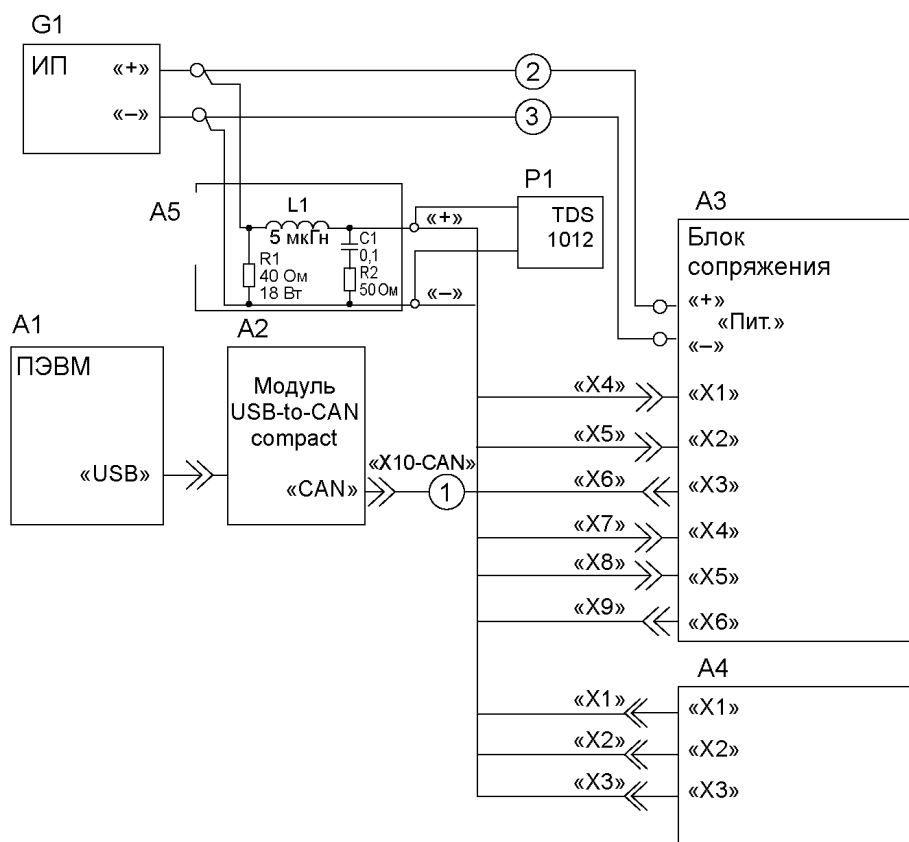 G1
ИП
«+»
«–»
2
3
A5
L1
5 мкГн
R1
40 Ом
18 Вт
C1
0,1
R2
50 Ом
«+»
«–»
P1
TDS
1012
A3
Блок
сопряжения
«+»
«Пит.»
«–»
A1
ПЭВМ
«USB»
A2
Модуль
USB-to-CAN
compact
«CAN»
«X10-CAN»
1
«X4»
«X1»
«X5»
«X2»
«X6»
«X3»
«X7»
«X4»
«X8»
«X5»
«X9»
«X6»
A4
«X1»
«X1»
«X2»
«X2»
«X3»
«X3»